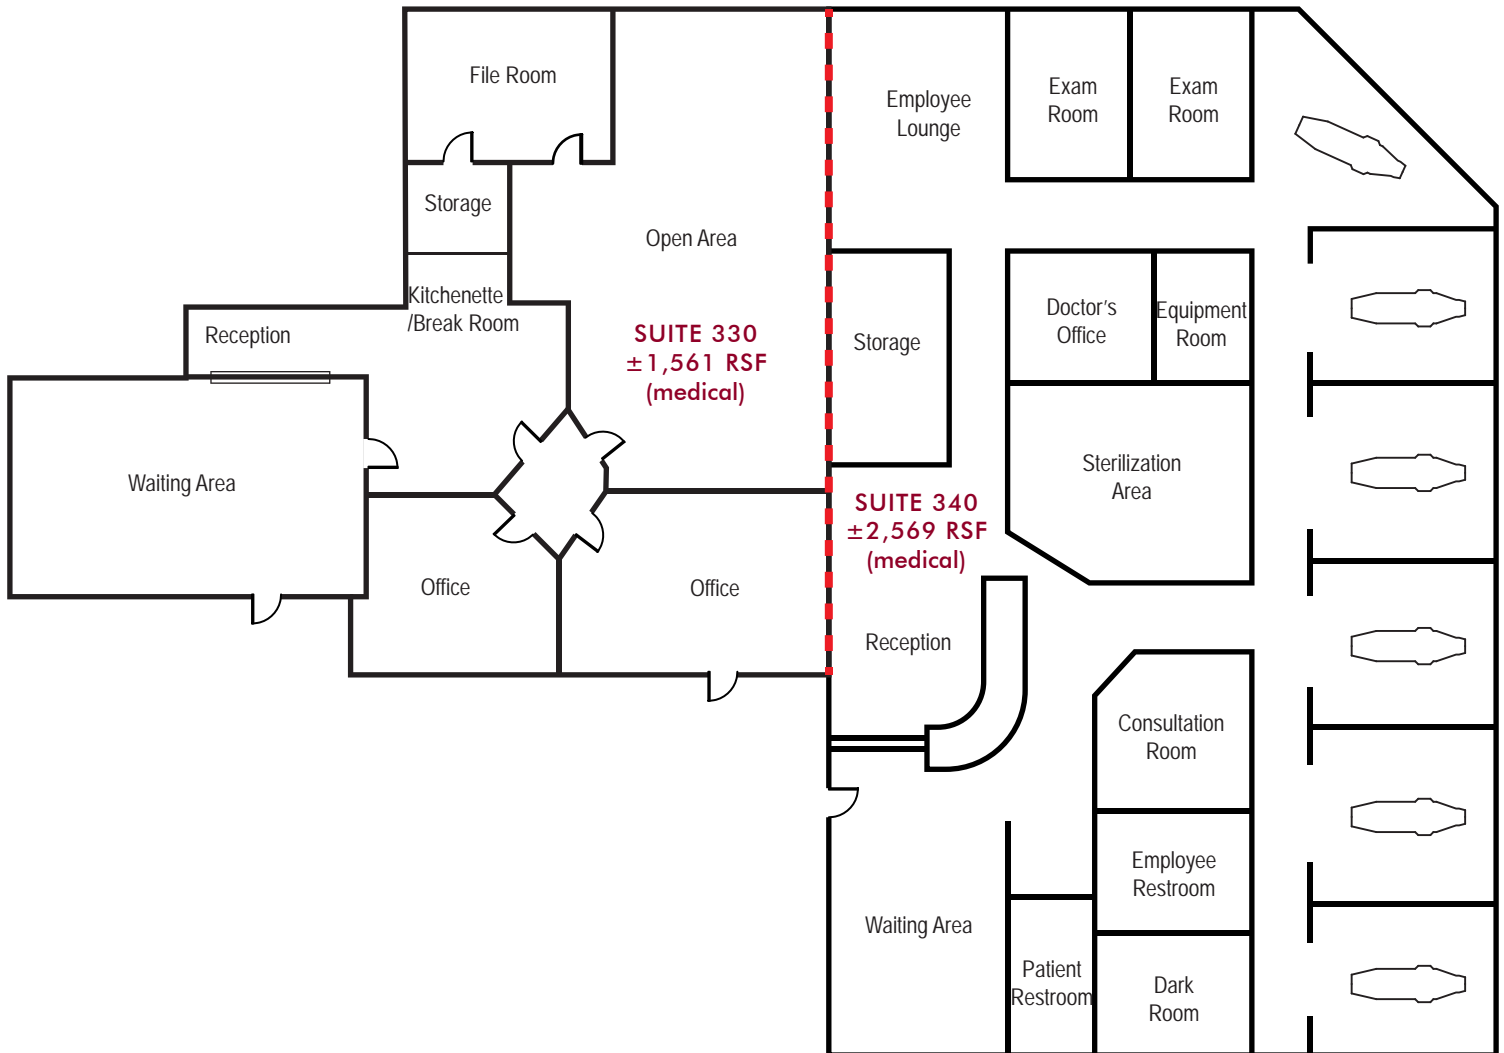 File Room
Storage
Open Area
Kitchenette
/Break Room
Reception
SUITE 330
±1,561 RSF
(medical)
Waiting Area
Office
Office
Employee
Lounge
Exam
Room
Exam
Room
Storage
Doctor's
Office
Equipment
Room
Sterilization
Area
SUITE 340
±2,569 RSF
(medical)
Reception
Consultation
Room
Employee
Restroom
Waiting Area
Patient
Restroom
Dark
Room